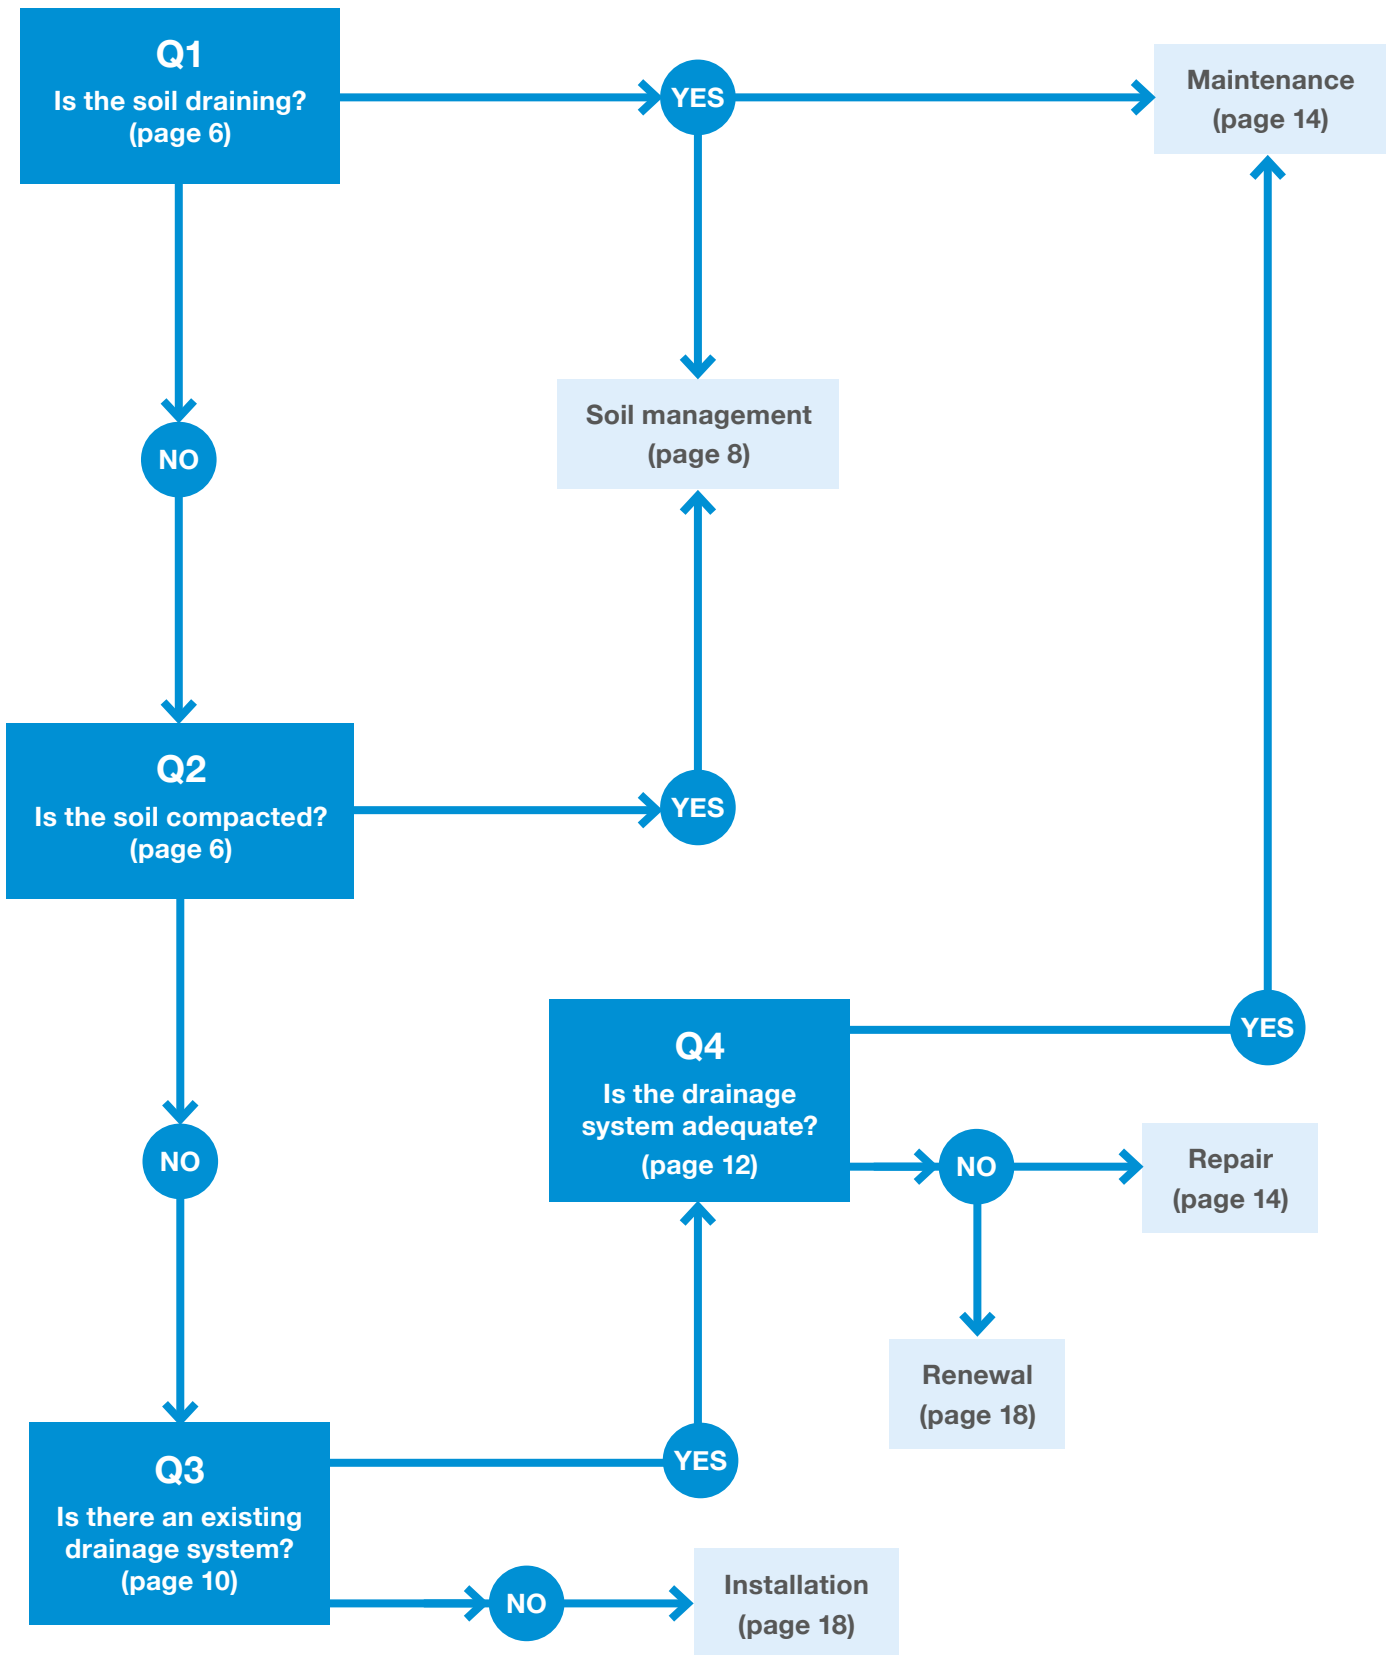 Q1
Is the soil draining?
(page 6)
YES
Maintenance
(page 14)
Soil management
(page 8)
NO
Q2
Is the soil compacted?
(page 6)
YES
Q4
Is the drainage
system adequate?
(page 12)
YES
NO
Repair
(page 14)
NO
Renewal
(page 18)
Q3
Is there an existing
drainage system?
(page 10)
YES
NO
Installation
(page 18)